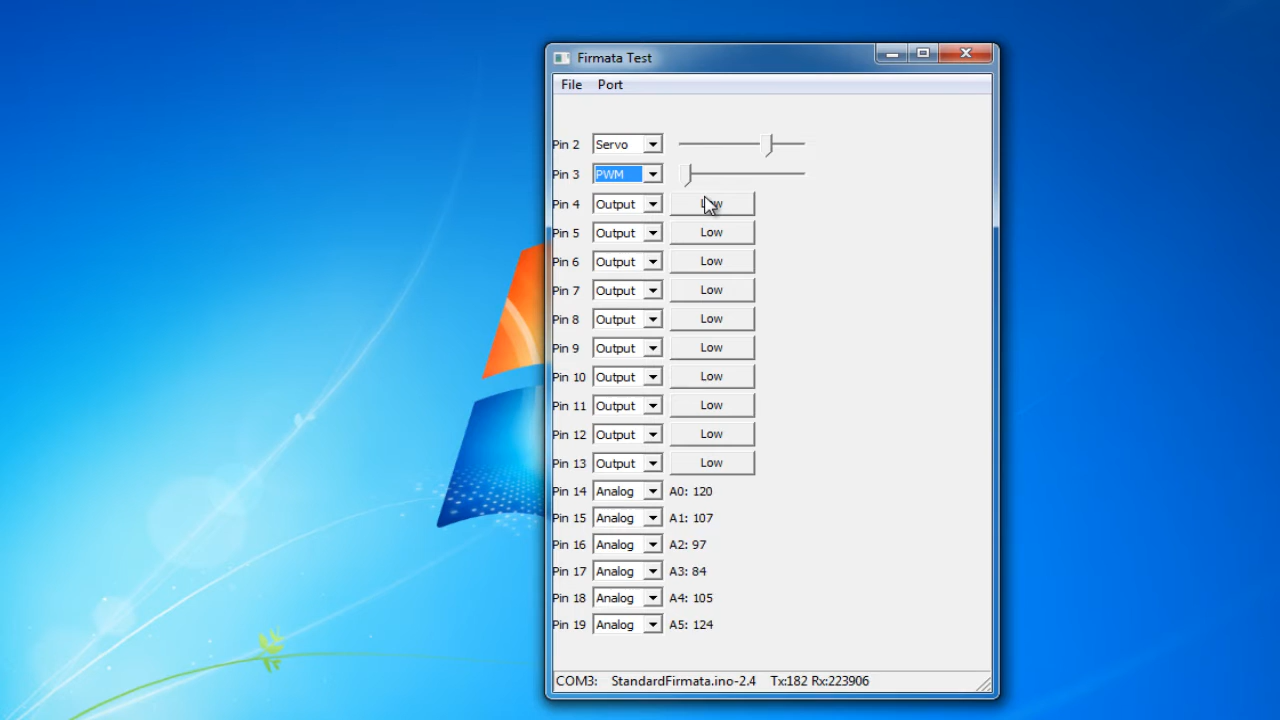 Firmata Test
File Port
Pin 2 Servo
Pin 3 PWM
Pin 4 Output Low
Pin 5 Output Low
Pin 6 Output Low
Pin 7 Output Low
Pin 8 Output Low
Pin 9 Output Low
Pin 10 Output Low
Pin 11 Output Low
Pin 12 Output Low
Pin 13 Output Low
Pin 14 Analog A0: 120
Pin 15 Analog A1: 107
Pin 16 Analog A2: 97
Pin 17 Analog A3: 84
Pin 18 Analog A4: 105
Pin 19 Analog A5: 124
COM3: StandardFirmata.ino-2.4 Tx:182 Rx:223906